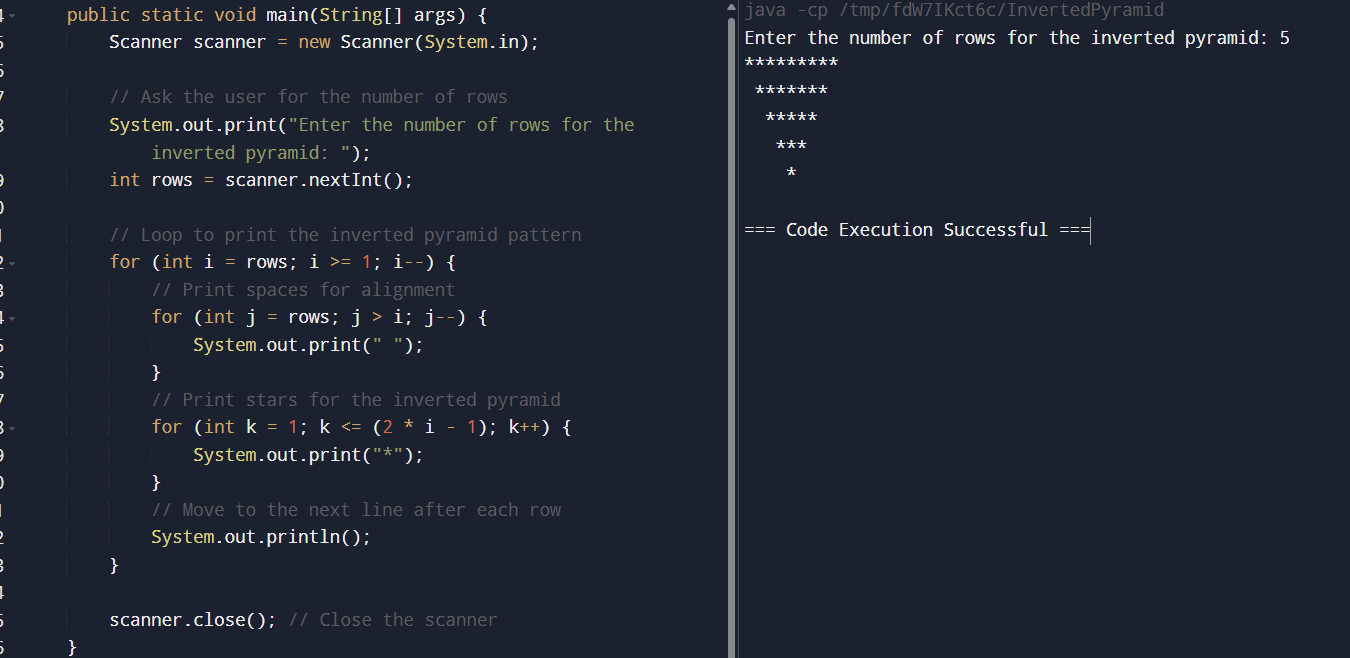 public static void main(String[] args) {
Scanner scanner = new Scanner(System.in);
// Ask the user for the number of rows
System.out.print("Enter the number of rows for the
inverted pyramid: ");
int rows = scanner.nextInt();
// Loop to print the inverted pyramid pattern
for (int i = rows; i >= 1; i--) {
// Print spaces for alignment
for (int j = rows; j > i; j--) {
System.out.print(" ");
}
// Print stars for the inverted pyramid
for (int k = 1; k <= (2 * i - 1); k++) {
System.out.print("*");
}
// Move to the next line after each row
System.out.println();
}
scanner.close(); // Close the scanner
}
java -cp /tmp/fdW7IKct6c/InvertedPyramid
Enter the number of rows for the inverted pyramid: 5
*********
*******
*****
***
*
=== Code Execution Successful ===